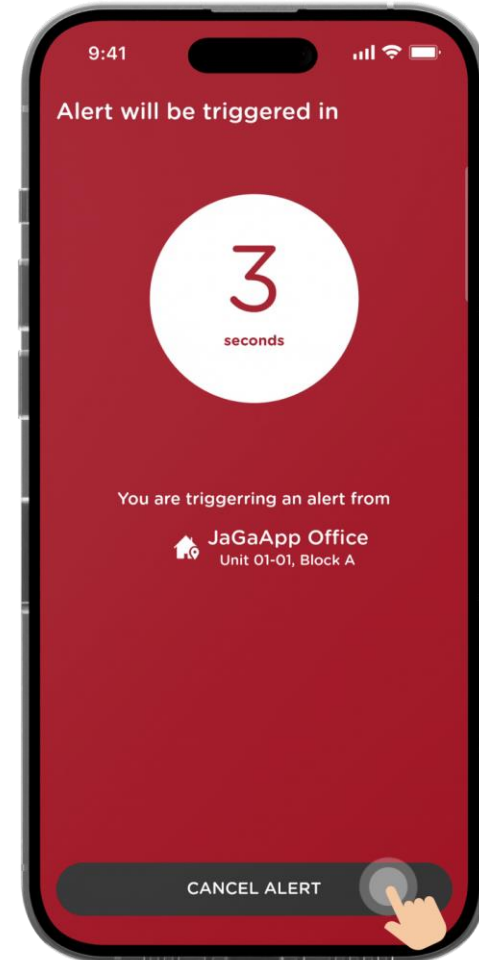 9:41
Alert will be triggered in
3
seconds
You are triggerring an alert from
JaGaApp Office
Unit 01-01, Block A
CANCEL ALERT